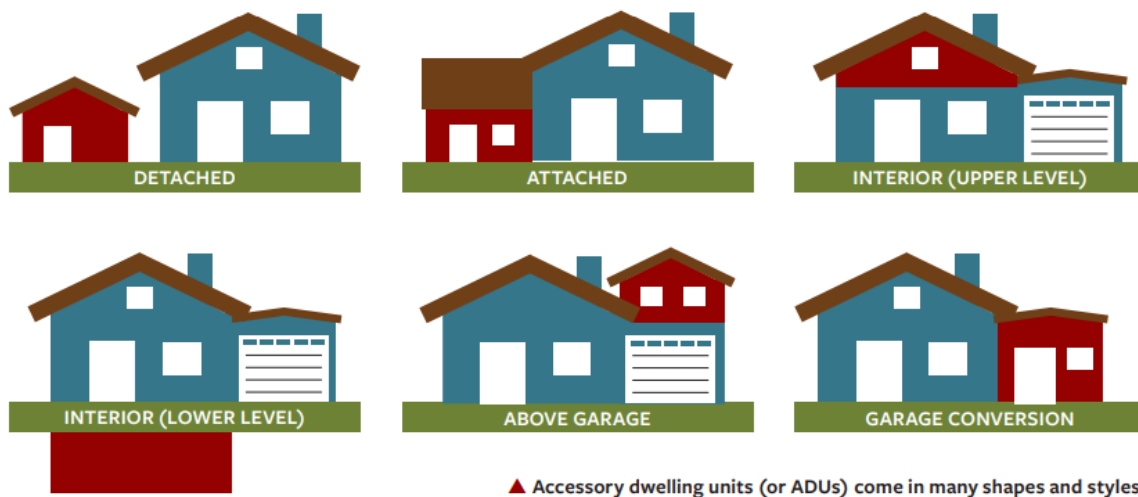 DETACHED
ATTACHED
INTERIOR (UPPER LEVEL)
INTERIOR (LOWER LEVEL)
ABOVE GARAGE
GARAGE CONVERSION
▲ Accessory dwelling units (or ADUs) come in many shapes and styles